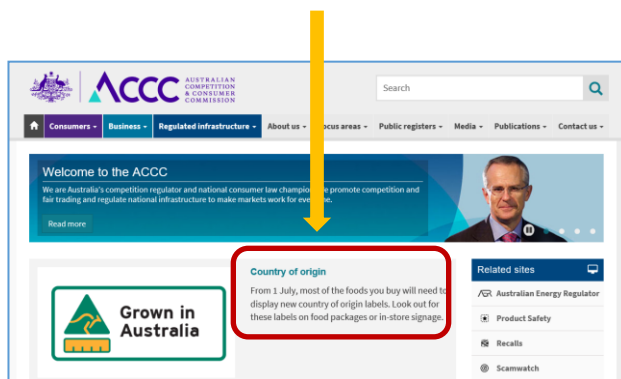 ACCC
AUSTRALIAN
COMPETITION
& CONSUMER
COMMISSION
Search
Consumers
Business
Regulated infrastructure
About us
areas
Public registers
Media
Publications
Contact us
Welcome to the ACCC
We are Australia's competition regulator and national consumer law promote competition and
fair trading and regulate national infrastructure to make markets work for
Read more
Grown in
Australia
Country of origin
From 1 July, most of the foods you buy will need to
display new country of origin labels. Look out for
these labels on food packages or in-store signage.
Related sites
AER Australian Energy Regulator
Product Safety
Recalls
Scamwatch